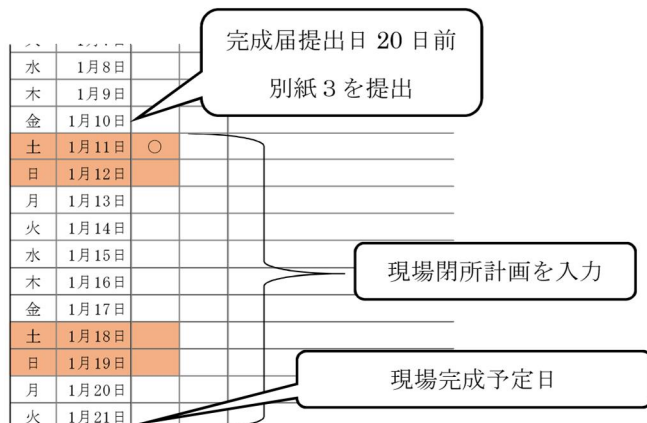 完成届提出日 20 日前
別紙３を提出
水 1月8日
木 1月9日
金 1月10日
土 1月11日 ○
日 1月12日
月 1月13日
火 1月14日
水 1月15日
木 1月16日
金 1月17日
土 1月18日
日 1月19日
月 1月20日
火 1月21日
現場閉所計画を入力
現場完成予定日